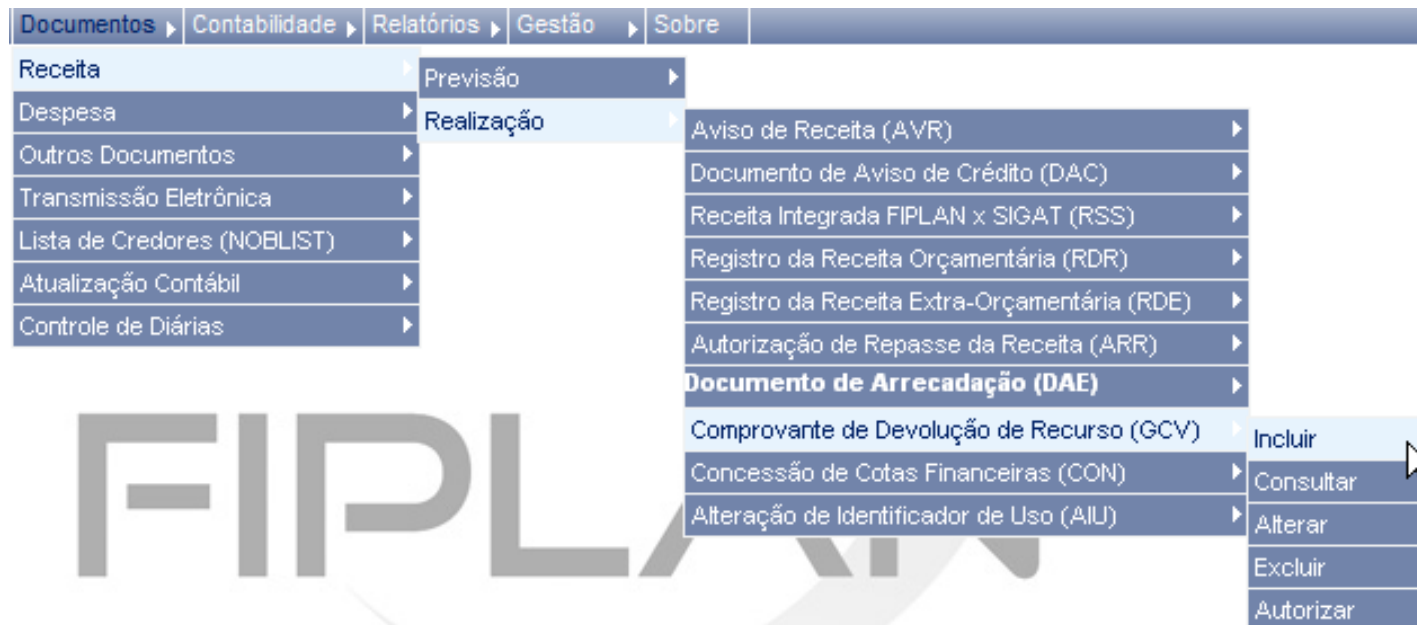 Documentos Contabilidade Relatórios Gestão Sobre
Receita
Despesa
Outros Documentos
Transmissão Eletrônica
Lista de Credores (NOBLIST)
Atualização Contábil
Controle de Diárias
Previsão
Realização
Aviso de Receita (AVR)
Documento de Aviso de Crédito (DAC)
Receita Integrada FIPLAN x SIGAT (RSS)
Registro da Receita Orçamentária (RDR)
Registro da Receita Extra-Orçamentária (RDE)
Autorização de Repasse da Receita (ARR)
Documento de Arrecadação (DAE)
Comprovante de Devolução de Recurso (GCV)
Concessão de Cotas Financeiras (CON)
Alteração de Identificador de Uso (AIU)
Incluir
Consultar
Alterar
Excluir
Autorizar
FIPLAN